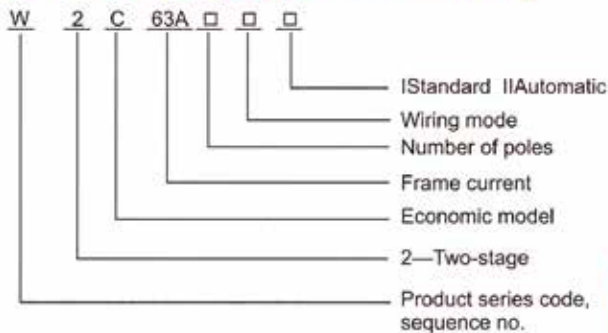 W 2 C 63A □ □ □
IStandard IIAutomatic
Wiring mode
Number of poles
Frame current
Economic model
2—Two-stage
Product series code,
sequence no.